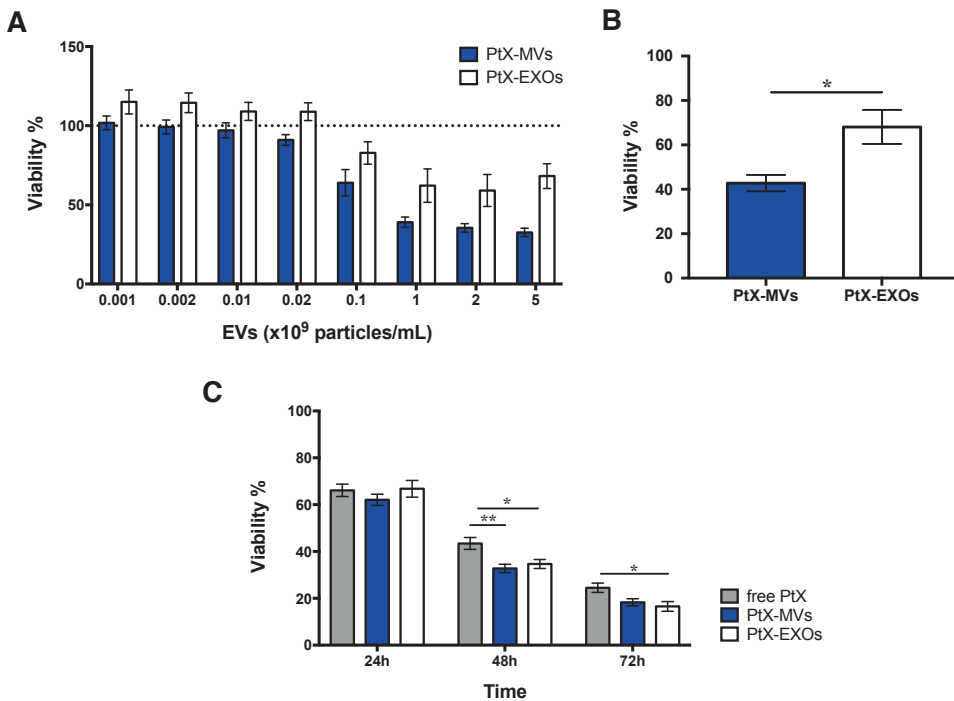 A
150
100
50
0
Viability %
PtX-MVs
PtX-EXOs
0.001 0.002 0.01 0.02 0.1 1 2 5
EVs (x10⁹ particles/mL)
B
100
80
60
40
20
0
Viability %
*
PtX-MVs PtX-EXOs
C
100
80
60
40
20
0
Viability %
*
**
*
24h 48h 72h
Time
free PtX
PtX-MVs
PtX-EXOs